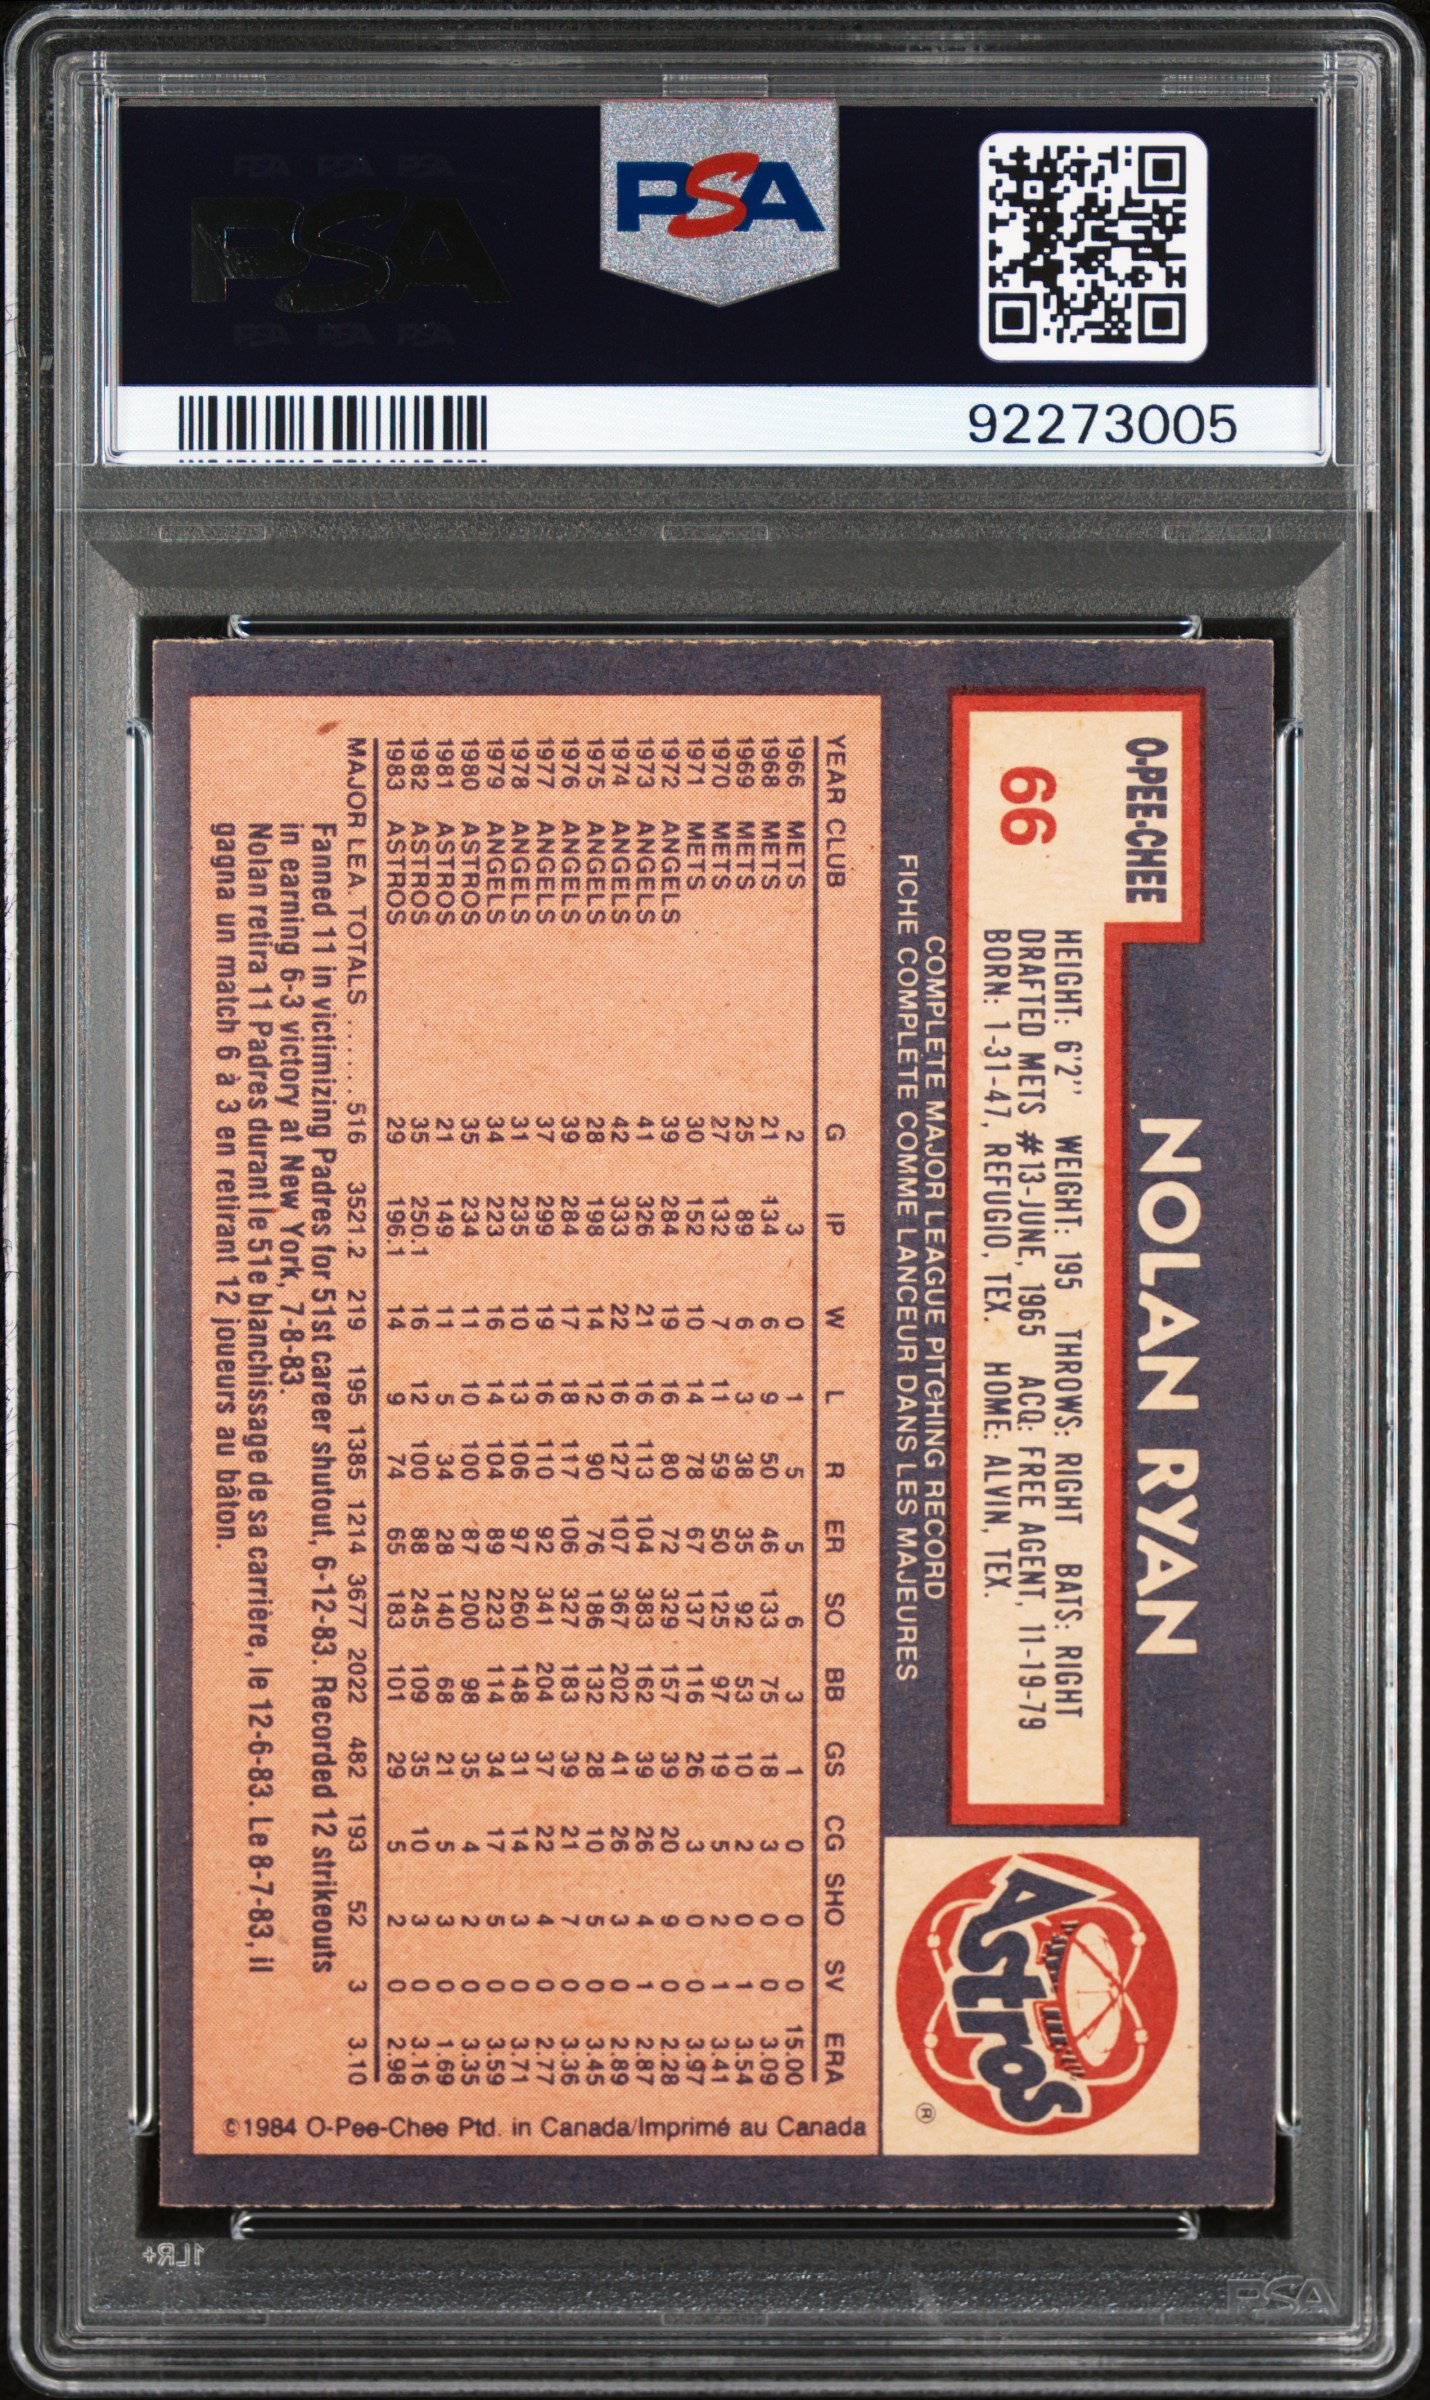 PSA
PSA PSA PSA
PSA
PSA PSA PSA
92273005
O-PEE-CHEE
66
NOLAN RYAN
HEIGHT: 6'2" WEIGHT: 195 THROWS: RIGHT BATS: RIGHT
DRAFTED METS #13-JUNE, 1965 ACQ: FREE AGENT, 11-19-79
BORN: 1-31-47, REFUGIO, TEX. HOME: ALVIN, TEX.
Astros
®
COMPLETE MAJOR LEAGUE PITCHING RECORD
FICHE COMPLÈTE COMME LANCEUR DANS LES MAJEURES
YEAR CLUB G IP W L R ER SO BB GS CG SHO SV ERA
1966 METS 2 3 0 1 5 5 6 3 1 0 0 0 15.00
1968 METS 21 134 6 9 50 46 133 75 18 3 0 0 3.09
1969 METS 25 89 6 3 38 35 92 53 10 2 0 1 3.54
1970 METS 27 132 7 11 59 50 125 97 19 5 2 1 3.41
1971 METS 30 152 10 14 78 67 137 116 26 3 0 0 3.97
1972 ANGELS 39 284 19 16 80 72 329 157 39 20 9 0 2.28
1973 ANGELS 41 326 21 16 113 104 383 162 39 26 4 1 2.87
1974 ANGELS 42 333 22 16 127 107 367 202 41 26 3 0 2.89
1975 ANGELS 28 198 14 12 90 76 186 132 28 10 5 0 3.45
1976 ANGELS 39 284 17 18 117 106 327 183 39 21 7 0 3.36
1977 ANGELS 37 299 19 16 110 92 341 204 37 22 4 0 2.77
1978 ANGELS 31 235 10 13 106 97 260 148 31 14 3 0 3.71
1979 ANGELS 34 223 16 14 104 89 223 114 34 17 5 0 3.59
1980 ASTROS 35 234 11 10 100 87 200 98 35 4 2 0 3.35
1981 ASTROS 21 149 11 5 34 28 140 68 21 5 3 0 1.69
1982 ASTROS 35 250.1 16 12 100 88 245 109 35 10 3 0 3.16
1983 ASTROS 29 196.1 14 9 74 65 183 101 29 5 2 0 2.98
MAJOR LEA. TOTALS ...... 516 3521.2 219 195 1385 1214 3677 2022 482 193 52 3 3.10
Fanned 11 in victimizing Padres for 51st career shutout, 6-12-83. Recorded 12 strikeouts
in earning 6-3 victory at New York, 7-8-83.
Nolan retira 11 Padres durant le 51e blanchissage de sa carrière, le 12-6-83. Le 8-7-83, il
gagna un match 6 à 3 en retirant 12 joueurs au bâton.
©1984 O-Pee-Chee Ptd. in Canada/Imprimé au Canada
1LR+
PSA